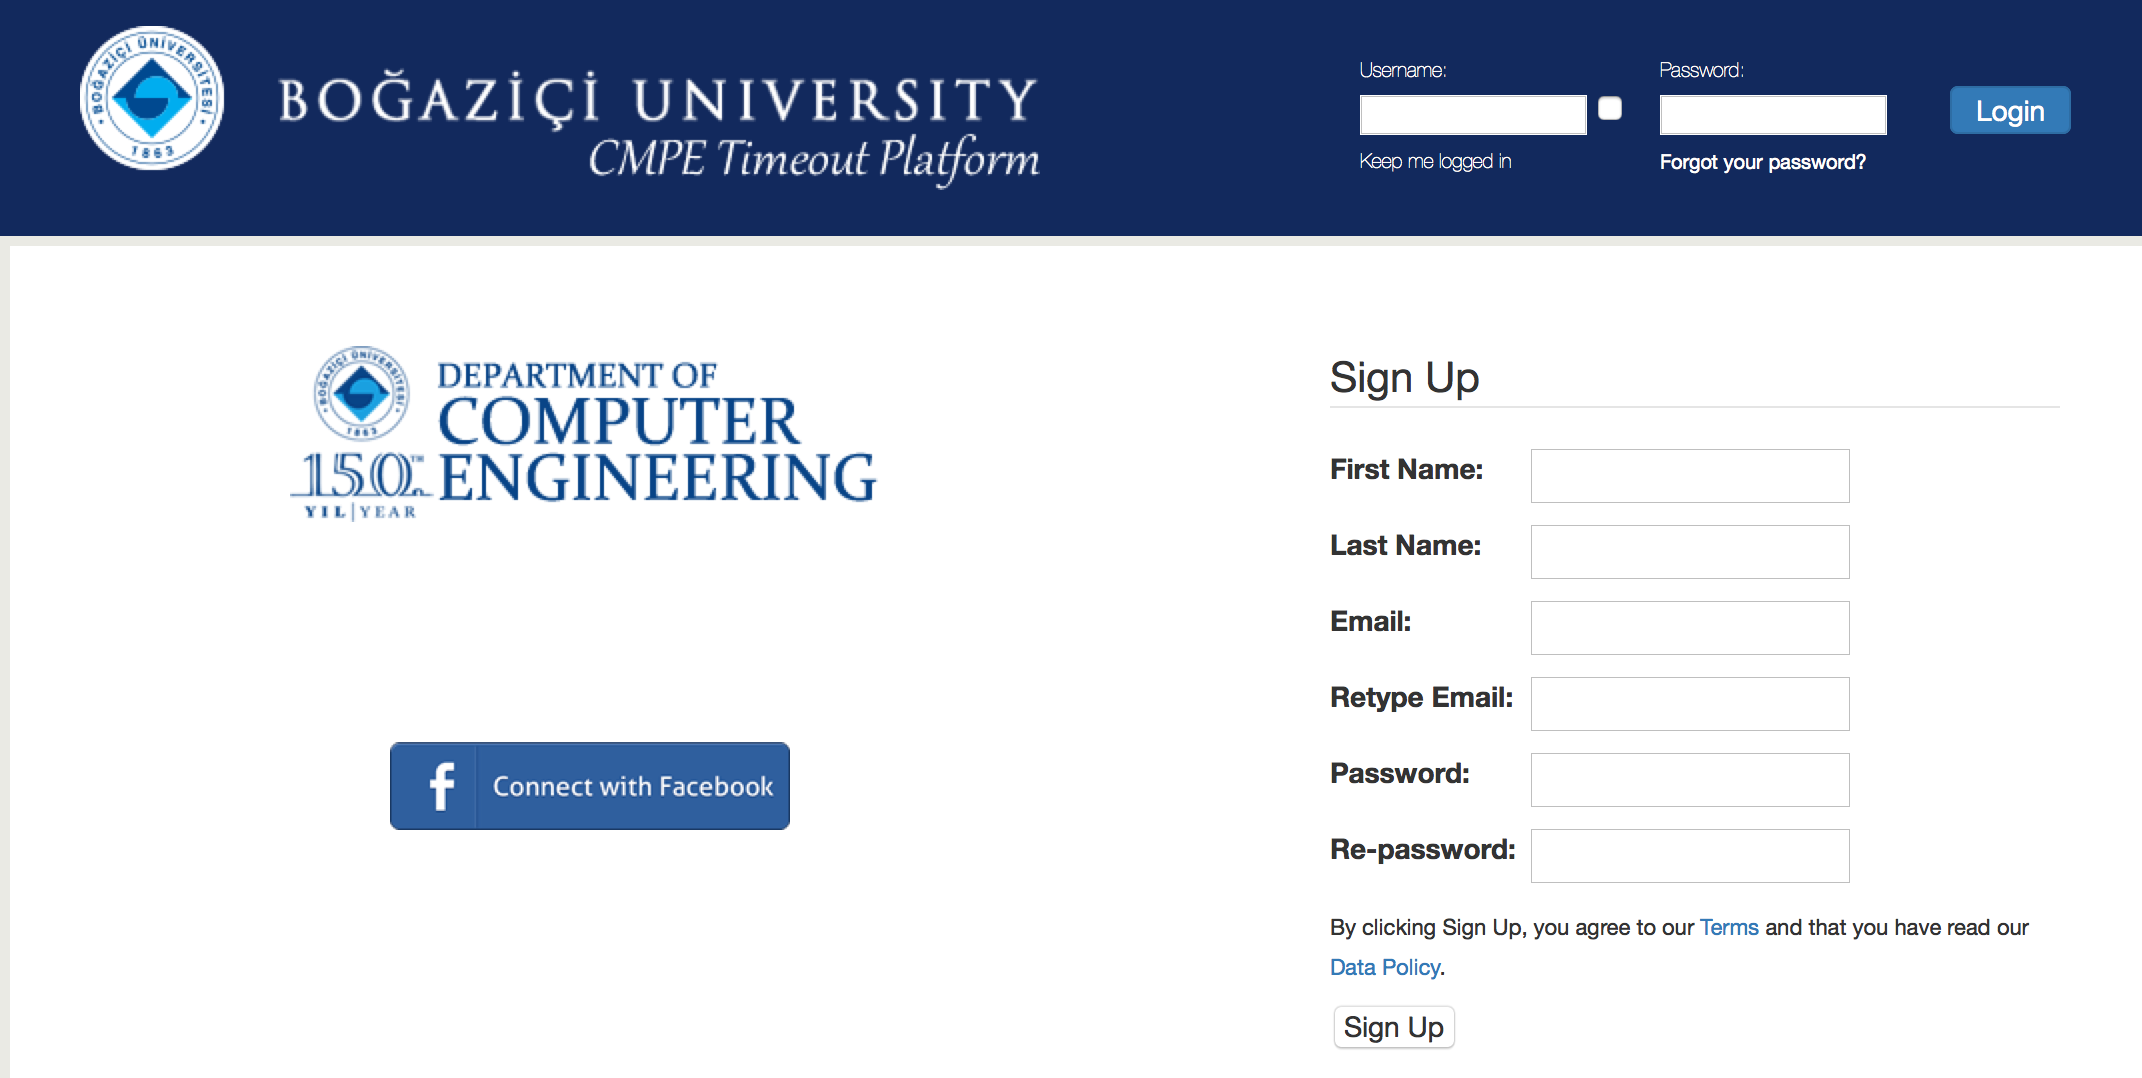 BOĞAZİÇİ ÜNİVERSİTESİ
1863
BOĞAZİÇİ UNIVERSITY
CMPE Timeout Platform
Username:
Password:
Login
Keep me logged in
Forgot your password?
BOĞAZİÇİ ÜNİVERSİTESİ
1863
150.™
YIL|YEAR
DEPARTMENT OF
COMPUTER
ENGINEERING
f Connect with Facebook
Sign Up
First Name:
Last Name:
Email:
Retype Email:
Password:
Re-password:
By clicking Sign Up, you agree to our Terms and that you have read our
Data Policy.
Sign Up